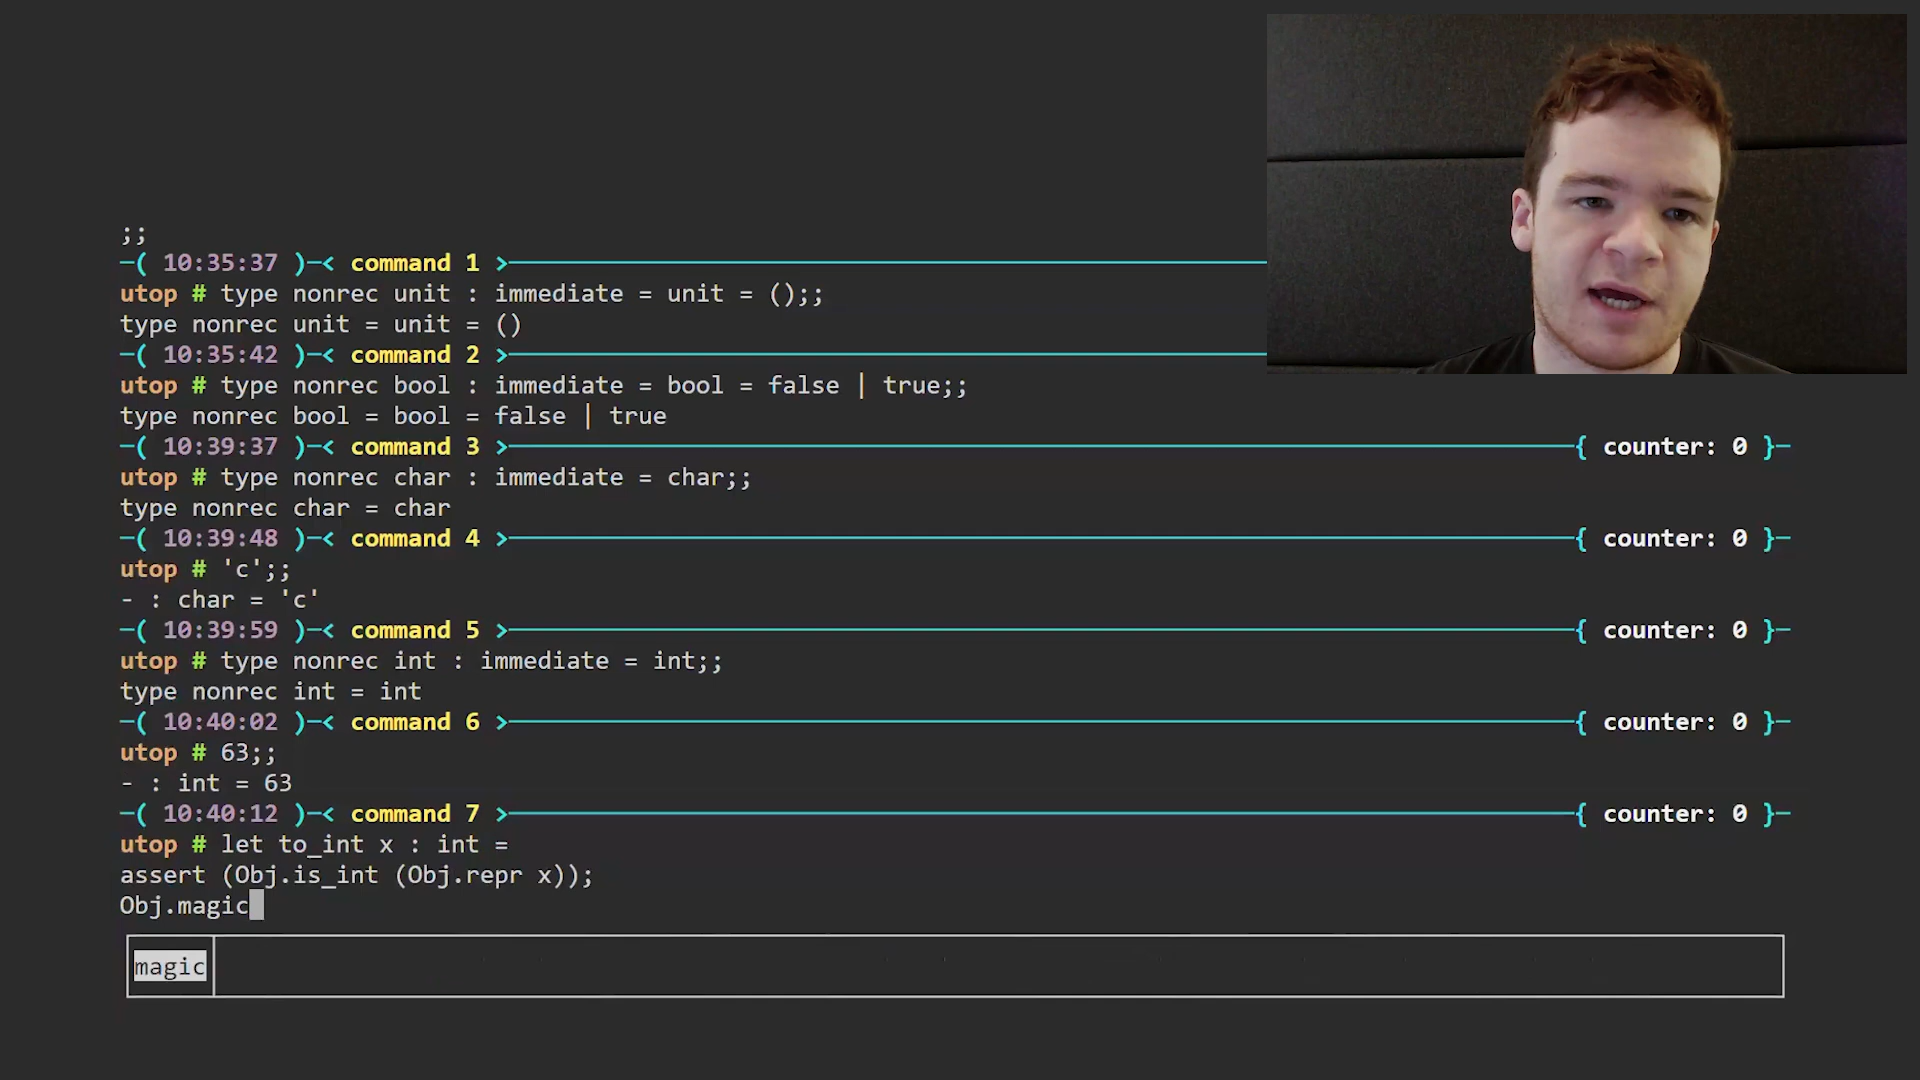 ;;
─( 10:35:37 )─< command 1 >─
utop # type nonrec unit : immediate = unit = ();;
type nonrec unit = unit = ()
─( 10:35:42 )─< command 2 >─
utop # type nonrec bool : immediate = bool = false | true;;
type nonrec bool = bool = false | true
─( 10:39:37 )─< command 3 >─{ counter: 0 }─
utop # type nonrec char : immediate = char;;
type nonrec char = char
─( 10:39:48 )─< command 4 >─{ counter: 0 }─
utop # 'c';;
- : char = 'c'
─( 10:39:59 )─< command 5 >─{ counter: 0 }─
utop # type nonrec int : immediate = int;;
type nonrec int = int
─( 10:40:02 )─< command 6 >─{ counter: 0 }─
utop # 63;;
- : int = 63
─( 10:40:12 )─< command 7 >─{ counter: 0 }─
utop # let to_int x : int =
assert (Obj.is_int (Obj.repr x));
Obj.magic
magic